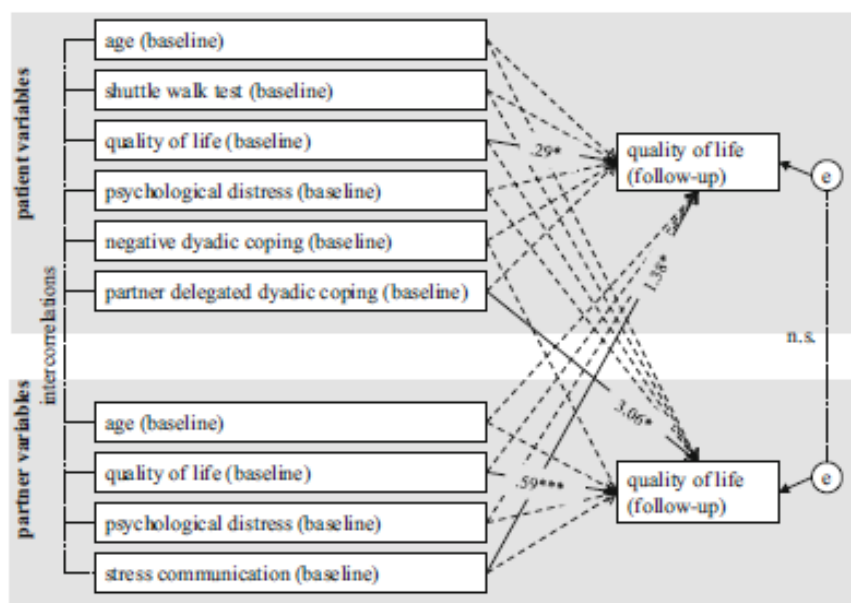 patient variables
age (baseline)
shuttle walk test (baseline)
quality of life (baseline)
psychological distress (baseline)
negative dyadic coping (baseline)
partner delegated dyadic coping (baseline)
.29*
quality of life
(follow-up)
e
1.38*
intercorrelations
n.s.
partner variables
age (baseline)
quality of life (baseline)
psychological distress (baseline)
stress communication (baseline)
3.06*
.59***
quality of life
(follow-up)
e